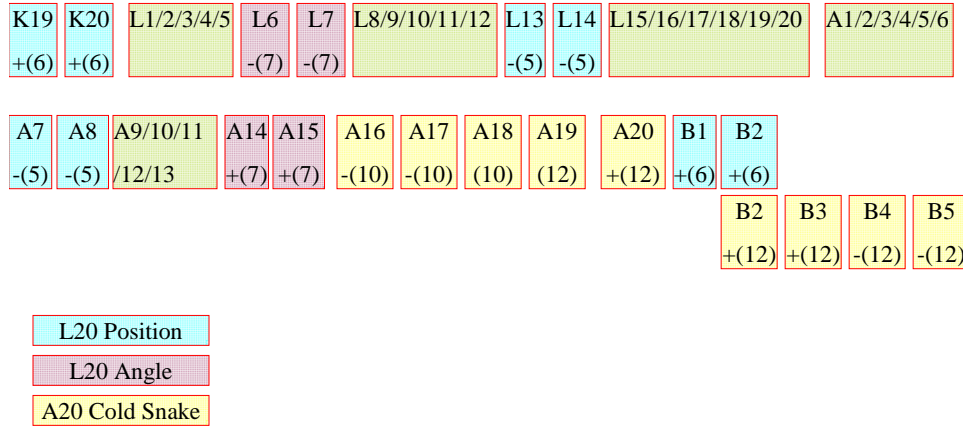 K19 K20 L1/2/3/4/5 L6 L7 L8/9/10/11/12 L13 L14 L15/16/17/18/19/20 A1/2/3/4/5/6
+(6) +(6) -(7) -(7) -(5) -(5)
A7 A8 A9/10/11 A14 A15 A16 A17 A18 A19 A20 B1 B2
-(5) -(5) /12/13 +(7) +(7) -(10) -(10) (10) (12) +(12) +(6) +(6)
B2 B3 B4 B5
+(12) +(12) -(12) -(12)
L20 Position
L20 Angle
A20 Cold Snake